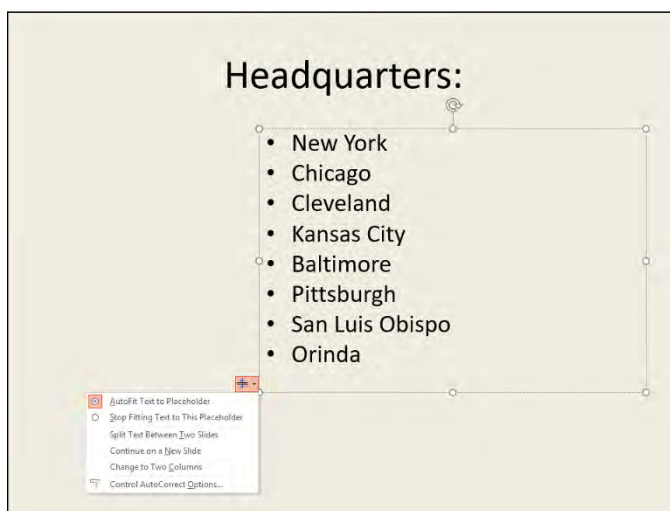 Headquarters:
• New York
• Chicago
• Cleveland
• Kansas City
• Baltimore
• Pittsburgh
• San Luis Obispo
• Orinda
AutoFit Text to Placeholder
Stop Fitting Text to This Placeholder
Split Text Between Two Slides
Continue on a New Slide
Change to Two Columns
Control AutoCorrect Options...